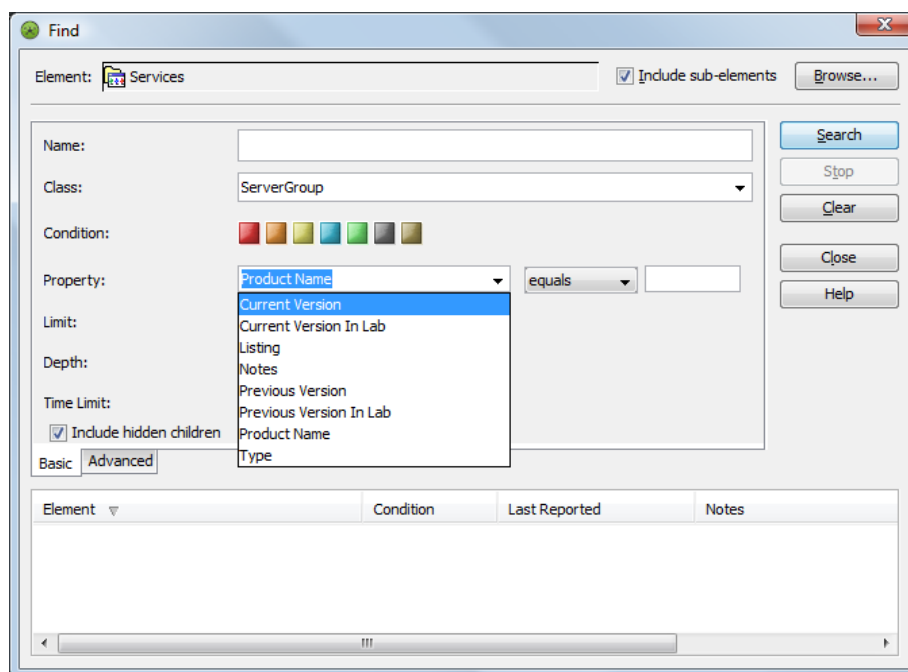 Find
Element: Services
Include sub-elements
Browse...
Name:
Search
Stop
Class: ServerGroup
Clear
Condition:
Close
Property: Product Name equals
Help
Current Version
Limit:
Current Version In Lab
Listing
Depth:
Notes
Previous Version
Time Limit:
Previous Version In Lab
Include hidden children
Product Name
Type
Basic Advanced
Element Condition Last Reported Notes